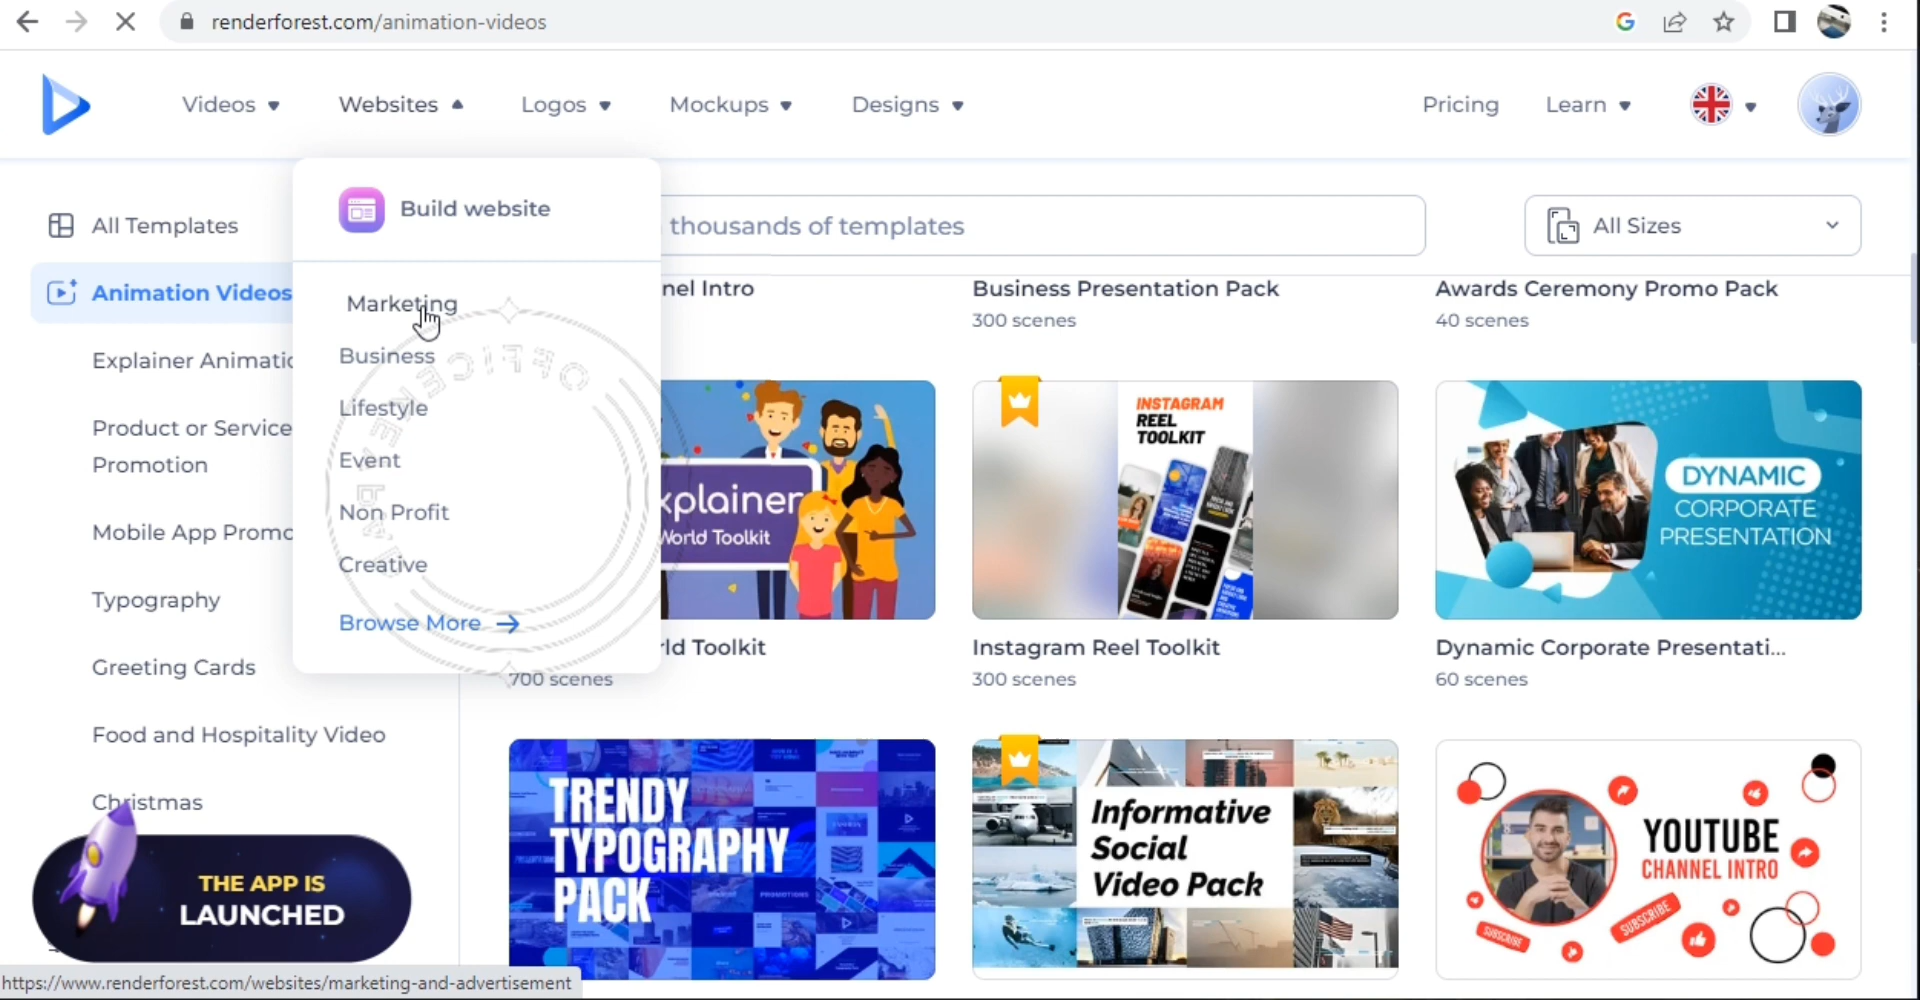 renderforest.com/animation-videos
Videos
Websites
Logos
Mockups
Designs
Pricing
Learn
Build website
Marketing
Business
Lifestyle
Event
Non Profit
Creative
Browse More
All Templates
Animation Videos
Product or Service
Promotion
Mobile App Promo
Typography
Greeting Cards
Food and Hospitality Video
Christmas
THE APP IS
LAUNCHED
thousands of templates
All Sizes
Intro
Business Presentation Pack
300 scenes
Awards Ceremony Promo Pack
40 scenes
World Toolkit
Toolkit
700 scenes
INSTAGRAM
REEL
TOOLKIT
Instagram Reel Toolkit
300 scenes
DYNAMIC
CORPORATE
PRESENTATION
Dynamic Corporate Presentati...
60 scenes
TRENDY
TYPOGRAPHY
PACK
Informative
Social
Video Pack
YOUTUBE
CHANNEL INTRO
SUBSCRIBE
SUBSCRIBE
https://www.renderforest.com/websites/marketing-and-advertisement